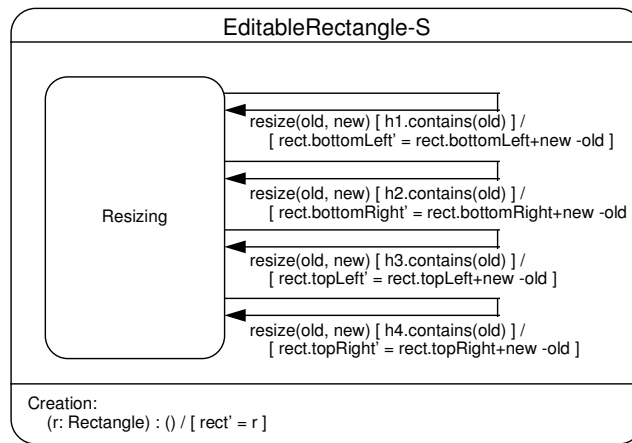 EditableRectangle-S
Resizing
resize(old, new) [ h1.contains(old) ] /
[ rect.bottomLeft’ = rect.bottomLeft+new -old ]
resize(old, new) [ h2.contains(old) ] /
[ rect.bottomRight’ = rect.bottomRight+new -old
resize(old, new) [ h3.contains(old) ] /
[ rect.topLeft’ = rect.topLeft+new -old ]
resize(old, new) [ h4.contains(old) ] /
[ rect.topRight’ = rect.topRight+new -old ]
Creation:
(r: Rectangle) : () / [ rect’ = r ]